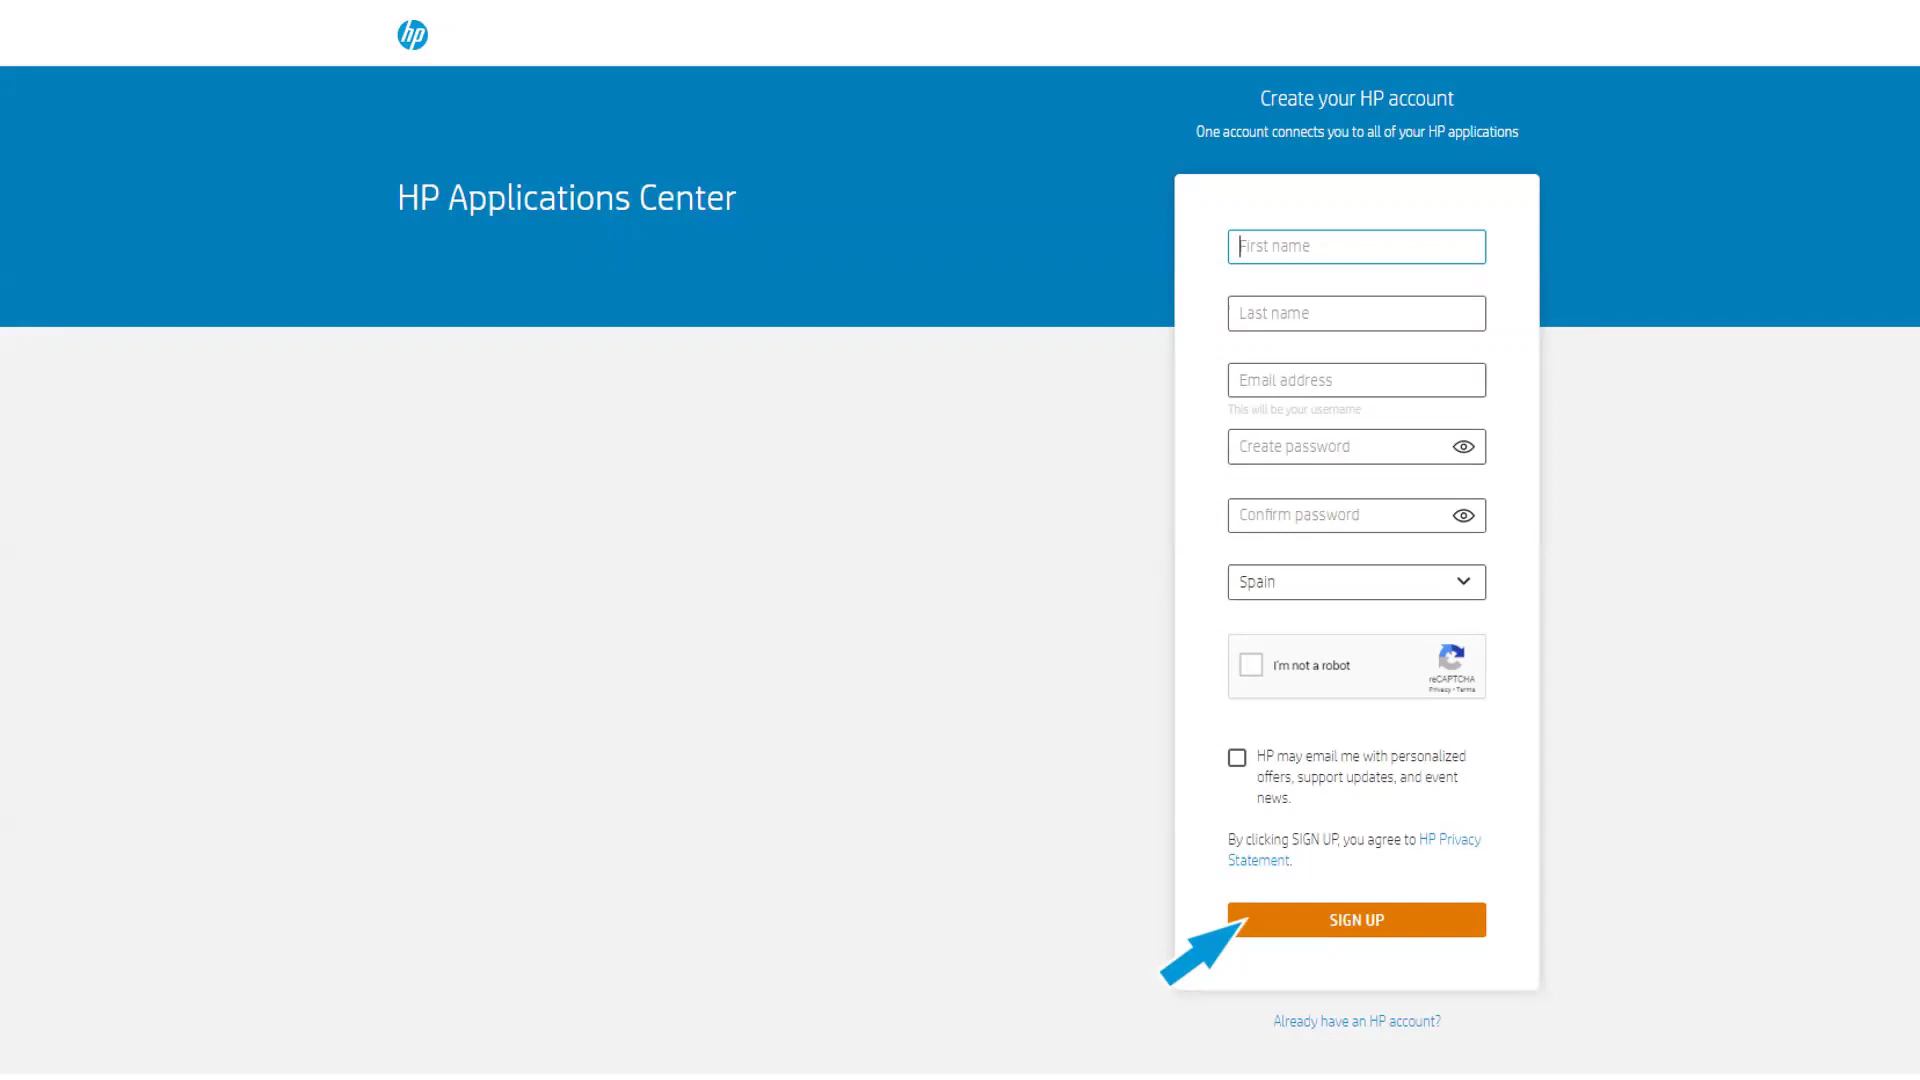 hp
Create your HP account
One account connects you to all of your HP applications
HP Applications Center
First name
Last name
Email address
This will be your username
Create password
Confirm password
Spain
I'm not a robot
reCAPTCHA
Privacy - Terms
HP may email me with personalized
offers, support updates, and event
news.
By clicking SIGN UP, you agree to HP Privacy
Statement.
SIGN UP
Already have an HP account?